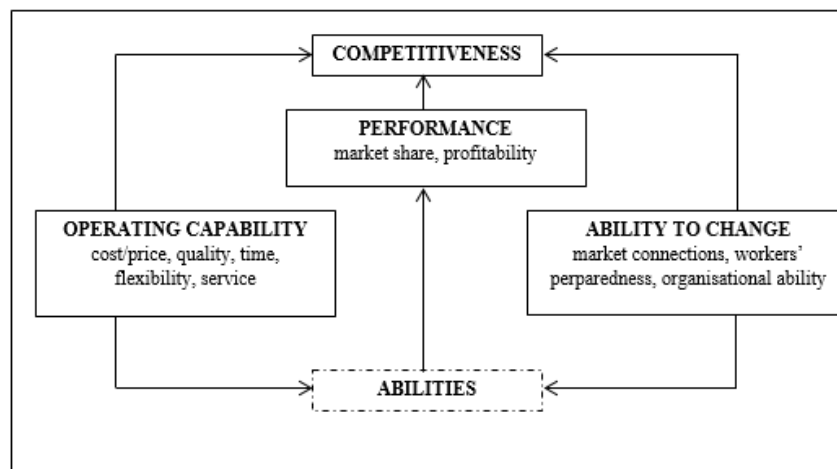 COMPETITIVENESS
PERFORMANCE
market share, profitability
OPERATING CAPABILITY
cost/price, quality, time,
flexibility, service
ABILITY TO CHANGE
market connections, workers’
perparedness, organisational ability
ABILITIES